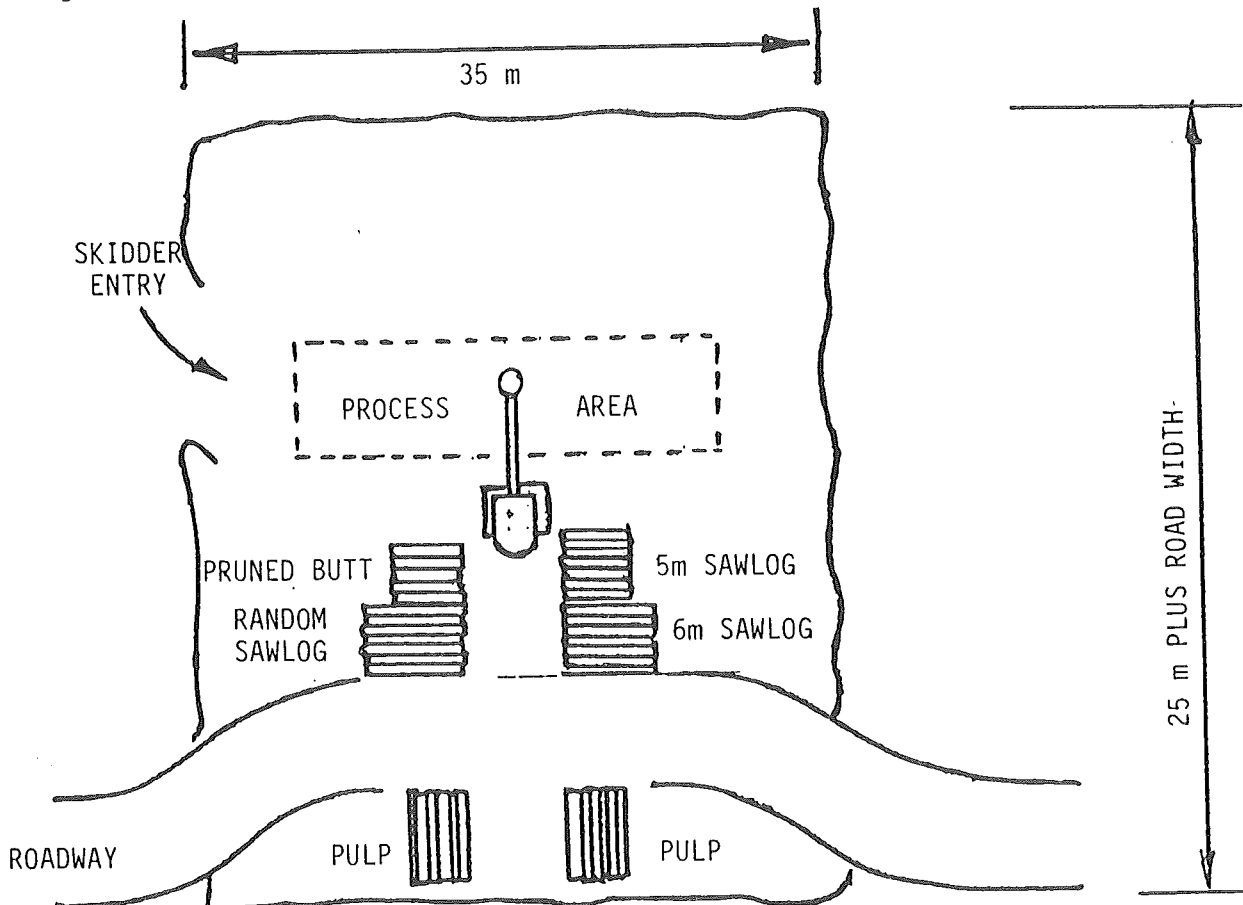 35 m
SKIDDER
ENTRY
PROCESS AREA
PRUNED BUTT
5m SAWLOG
RANDOM
SAWLOG
6m SAWLOG
25 m PLUS ROAD WIDTH-
ROADWAY
PULP
PULP